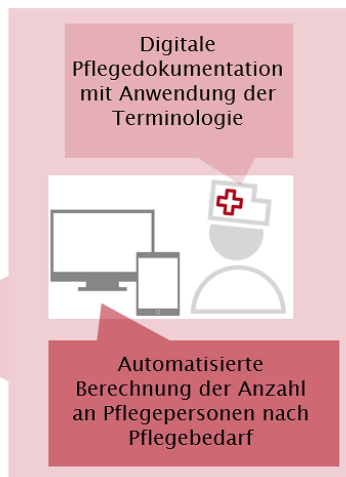 Digitale
Pflegedokumentation
mit Anwendung der
Terminologie
Automatisierte
Berechnung der Anzahl
an Pflegepersonen nach
Pflegebedarf